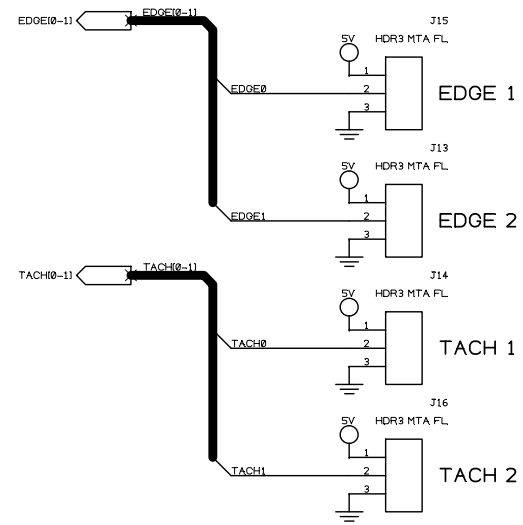 EDGE[0-1]
EDGE[0-1]
J15
5V
HDR3 MTA FL
1
EDGE0
2
EDGE 1
3
J13
5V
HDR3 MTA FL
1
EDGE1
2
EDGE 2
3
TACH[0-1]
TACH[0-1]
J14
5V
HDR3 MTA FL
1
TACH0
2
TACH 1
3
J16
5V
HDR3 MTA FL
1
TACH1
2
TACH 2
3